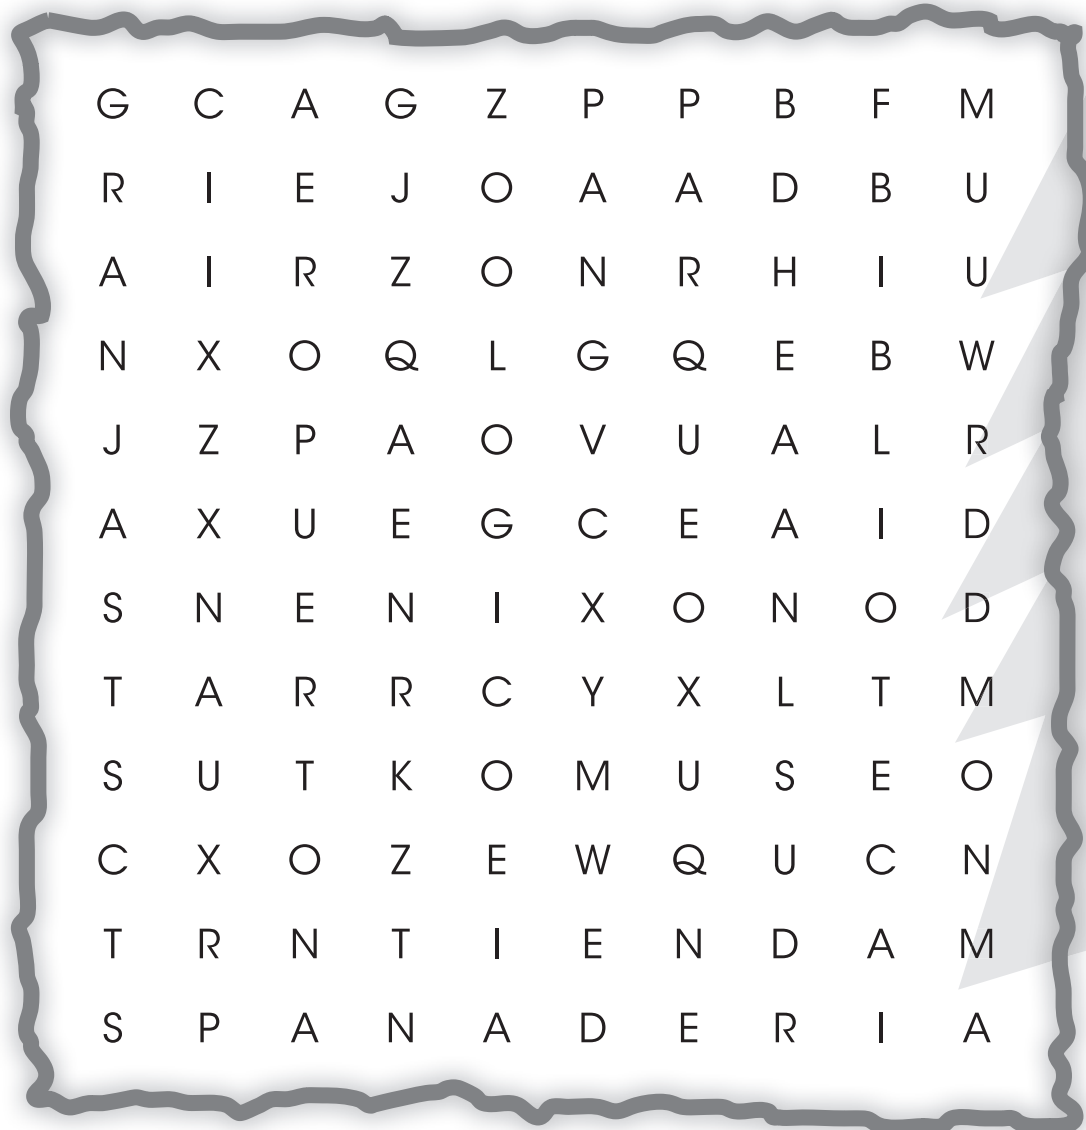 G C A G Z P P B F M
R I E J O A A D B U
A I R Z O N R H I U
N X O Q L G Q E B W
J Z P A O V U A L R
A X U E G C E A I D
S N E N I X O N O D
T A R R C Y X L T M
S U T K O M U S E O
C X O Z E W Q U C N
T R N T I E N D A M
S P A N A D E R I A